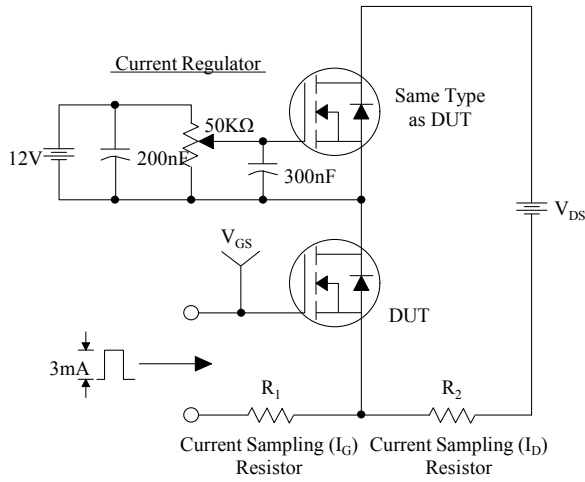 Current Regulator
Same Type
as DUT
50KΩ
12V
200nF
300nF
V_DS
V_GS
DUT
3mA
R_1
R_2
Current Sampling (I_G)
Resistor
Current Sampling (I_D)
Resistor